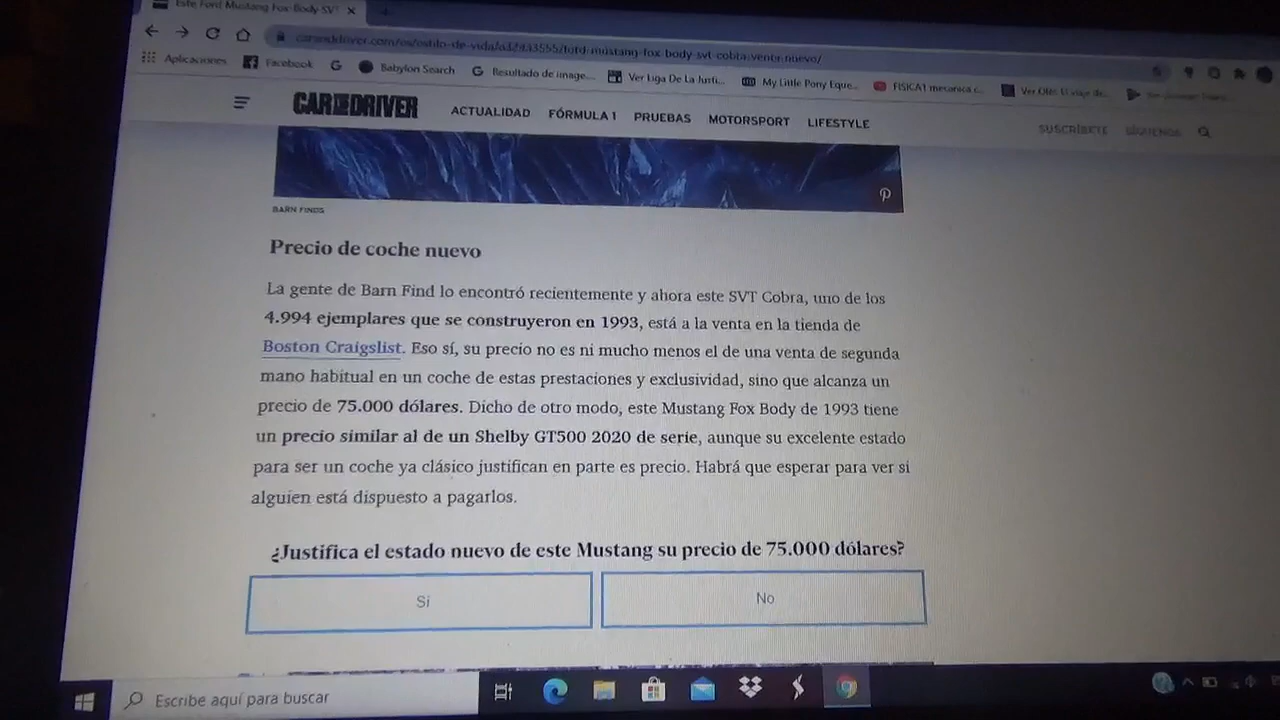 Este Ford Mustang Fox Body SV
Aplicaciones
Facebook
Babylon Search
Resultado de image...
Ver Liga De La Justi...
My Little Pony Eque...
FISICA1 mecanica c...
CAR AND DRIVER
ACTUALIDAD
FÓRMULA 1
PRUEBAS
MOTORSPORT
LIFESTYLE
SUSCRÍBETE
SÍGUENOS
BARN FINDS
Precio de coche nuevo
La gente de Barn Find lo encontró recientemente y ahora este SVT Cobra, uno de los
4.994 ejemplares que se construyeron en 1993, está a la venta en la tienda de
Boston Craigslist. Eso sí, su precio no es ni mucho menos el de una venta de segunda
mano habitual en un coche de estas prestaciones y exclusividad, sino que alcanza un
precio de 75.000 dólares. Dicho de otro modo, este Mustang Fox Body de 1993 tiene
un precio similar al de un Shelby GT500 2020 de serie, aunque su excelente estado
para ser un coche ya clásico justifican en parte es precio. Habrá que esperar para ver si
alguien está dispuesto a pagarlos.
¿Justifica el estado nuevo de este Mustang su precio de 75.000 dólares?
Si
No
Escribe aquí para buscar